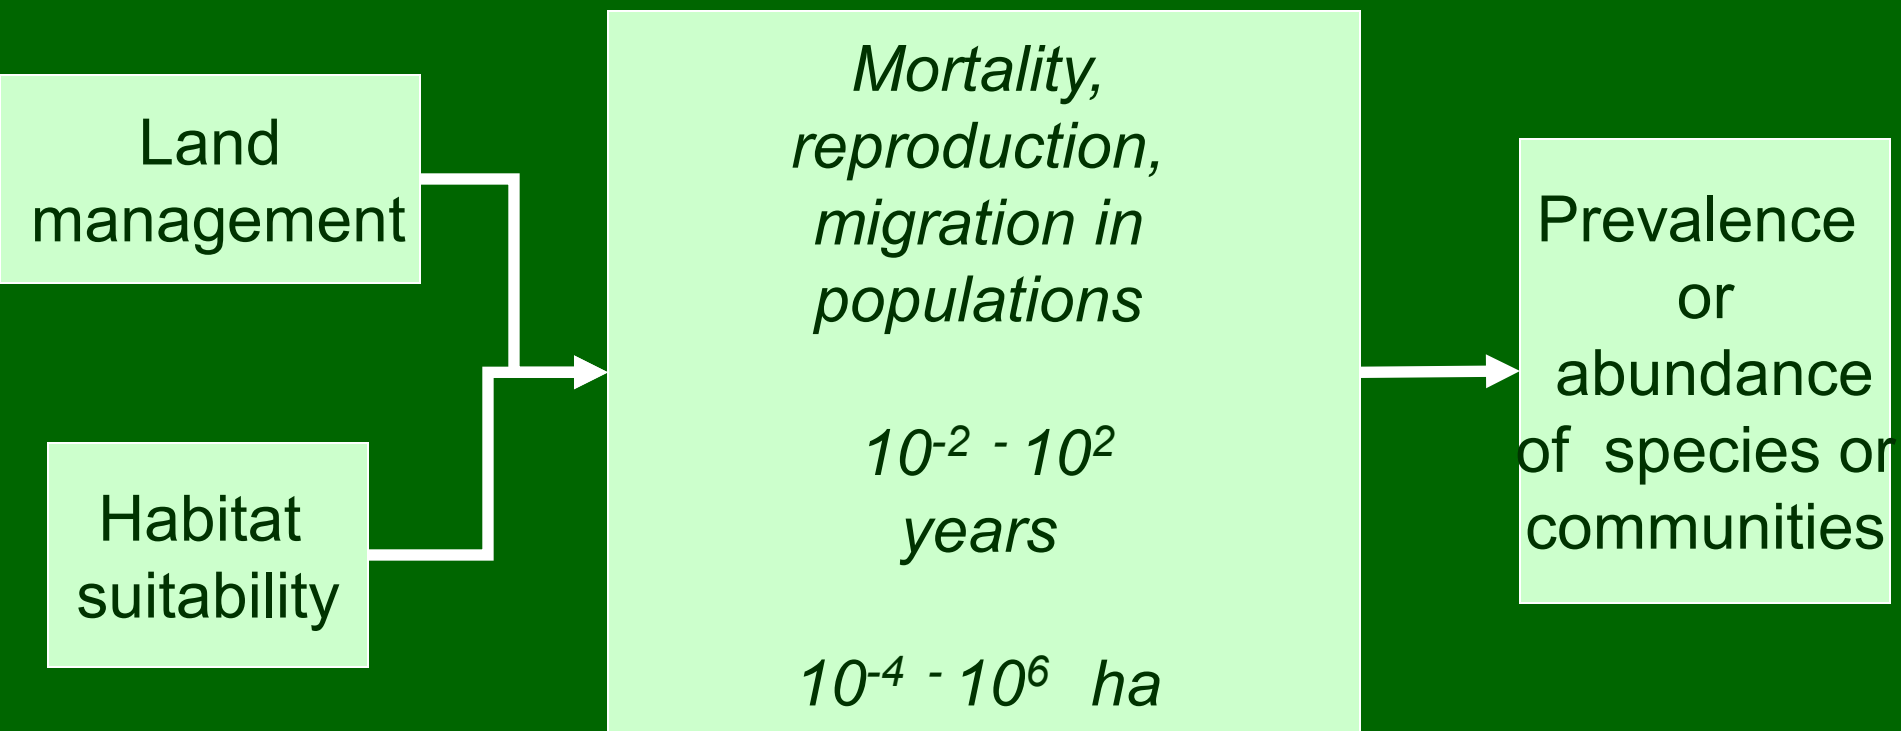 Land
management
Habitat
suitability
Mortality,
reproduction,
migration in
populations
10⁻² - 10²
years
10⁻⁴ - 10⁶ ha
Prevalence
or
abundance
of species or
communities